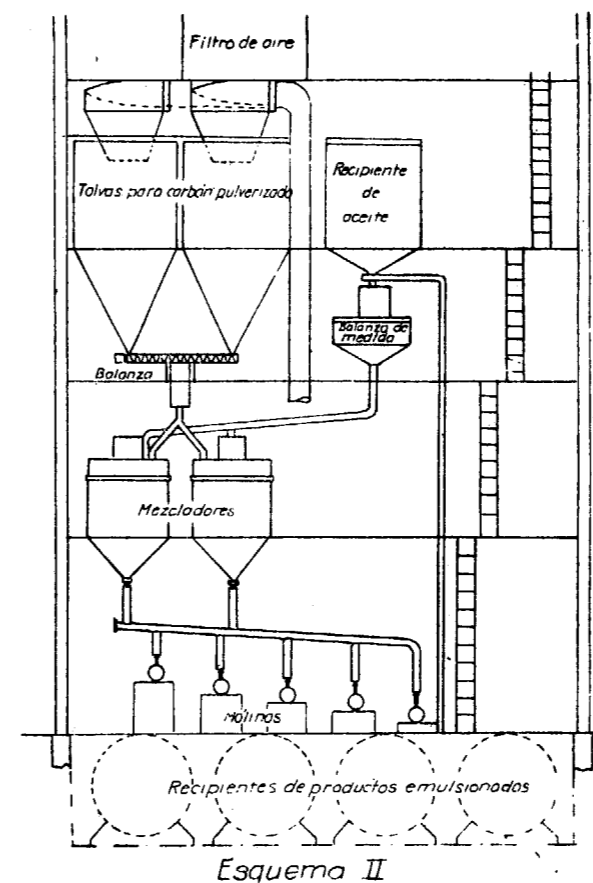 Filtro de aire
Tolvas para carbón pulverizado
Recipiente
de
aceite
Balanza de
medida
Balanza
Mezcladores
Molinos
Recipientes de productos emulsionados
Esquema II